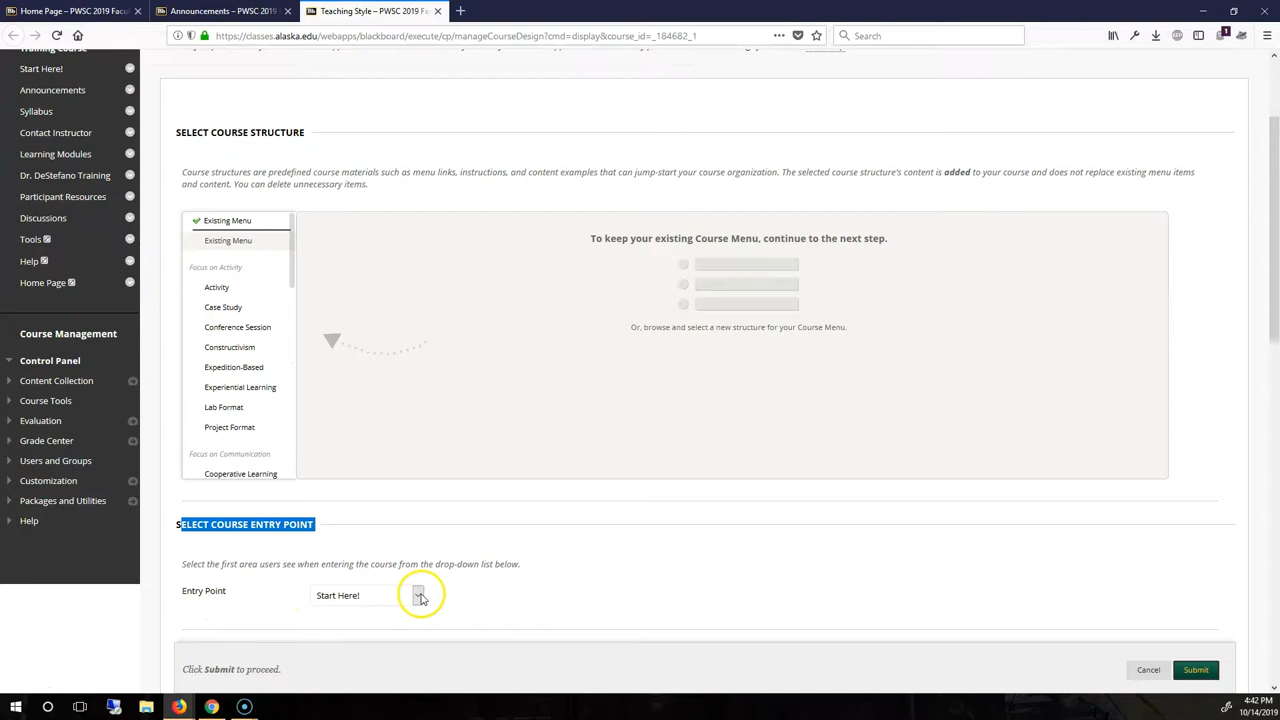 Home Page – PWSC 2019 Facul
Announcements – PWSC 2019
Teaching Style – PWSC 2019 Fa
https://classes.alaska.edu/webapps/blackboard/execute/cp/manageCourseDesign?cmd=display&course_id=_184682_1
Search
Training Course
Start Here!
Announcements
Syllabus
Contact Instructor
Learning Modules
Dr. DeStefano Training
Participant Resources
Discussions
Tools
Help
Home Page
Course Management
Control Panel
Content Collection
Course Tools
Evaluation
Grade Center
Users and Groups
Customization
Packages and Utilities
Help
SELECT COURSE STRUCTURE
Course structures are predefined course materials such as menu links, instructions, and content examples that can jump-start your course organization. The selected course structure's content is added to your course and does not replace existing menu items
and content. You can delete unnecessary items.
Existing Menu
Existing Menu
Focus on Activity
Activity
Case Study
Conference Session
Constructivism
Expedition-Based
Experiential Learning
Lab Format
Project Format
Focus on Communication
Cooperative Learning
To keep your existing Course Menu, continue to the next step.
Or, browse and select a new structure for your Course Menu.
SELECT COURSE ENTRY POINT
Select the first area users see when entering the course from the drop-down list below.
Entry Point
Start Here!
Click Submit to proceed.
Cancel
Submit
4:42 PM
10/14/2019